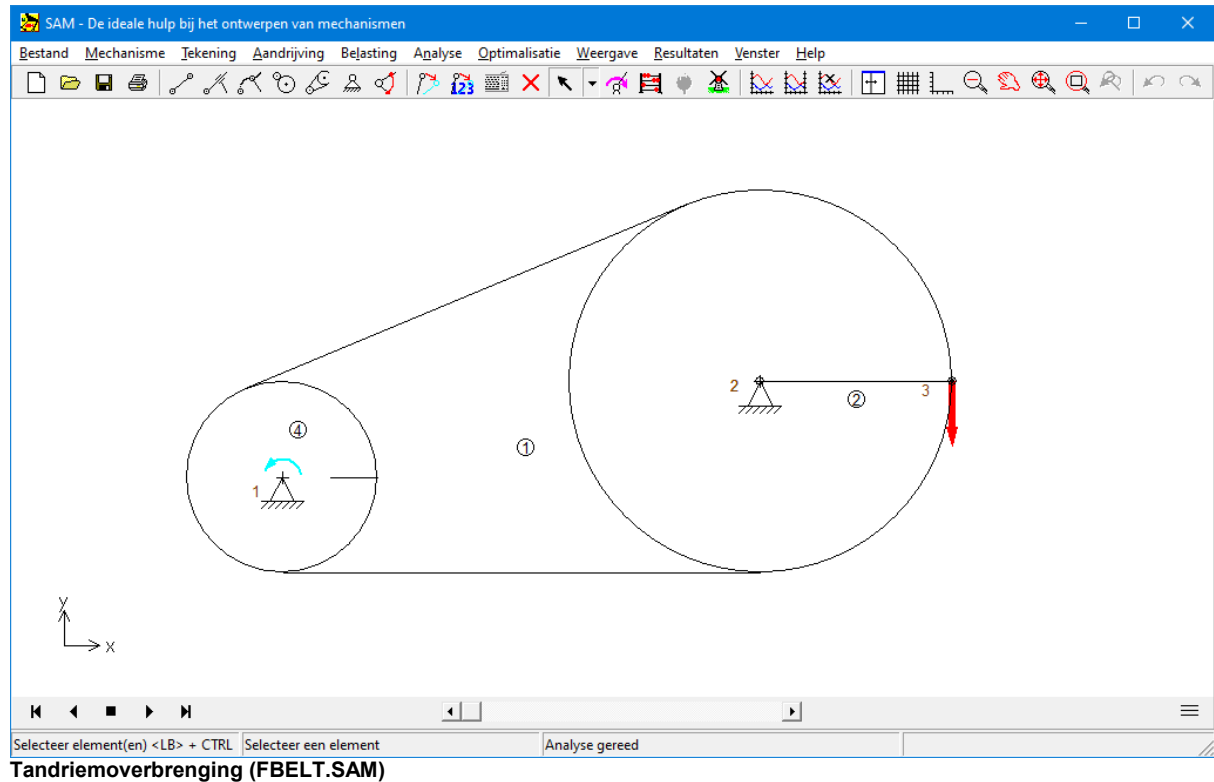 SAM - De ideale hulp bij het ontwerpen van mechanismen
Bestand Mechanisme Tekening Aandrijving Belasting Analyse Optimalisatie Weergave Resultaten Venster Help
123
2
3
②
④
①
1
y
x
Selecteer element(en) <LB> + CTRL Selecteer een element Analyse gereed
Tandriemoverbrenging (FBELT.SAM)